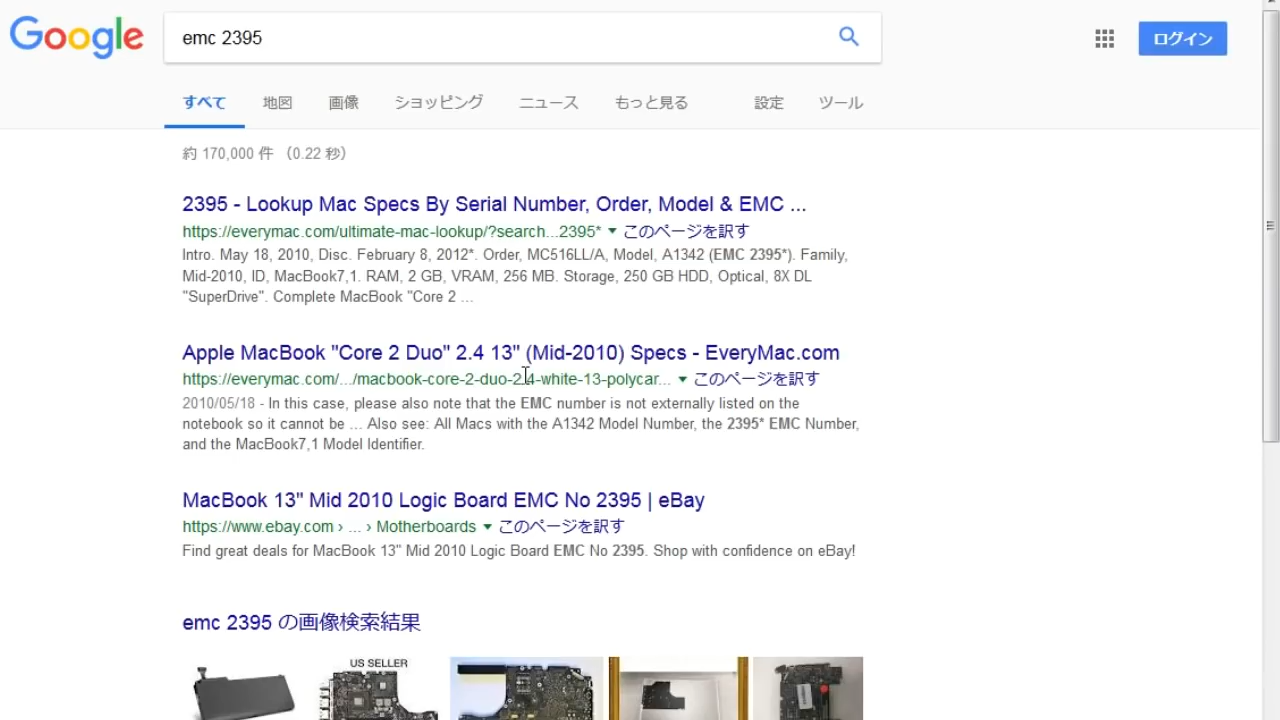 Google
emc 2395
ログイン
すべて 地図 画像 ショッピング ニュース もっと見る 設定 ツール
約 170,000 件 （0.22 秒）
2395 - Lookup Mac Specs By Serial Number, Order, Model & EMC ...
https://everymac.com/ultimate-mac-lookup/?search...2395* ▼ このページを訳す
Intro. May 18, 2010, Disc. February 8, 2012*. Order, MC516LL/A, Model, A1342 (EMC 2395*). Family,
Mid-2010, ID, MacBook7,1. RAM, 2 GB, VRAM, 256 MB. Storage, 250 GB HDD, Optical, 8X DL
"SuperDrive". Complete MacBook "Core 2 ...
Apple MacBook "Core 2 Duo" 2.4 13" (Mid-2010) Specs - EveryMac.com
https://everymac.com/.../macbook-core-2-duo-2.4-white-13-polycar... ▼ このページを訳す
2010/05/18 - In this case, please also note that the EMC number is not externally listed on the
notebook so it cannot be ... Also see: All Macs with the A1342 Model Number, the 2395* EMC Number,
and the MacBook7,1 Model Identifier.
MacBook 13" Mid 2010 Logic Board EMC No 2395 | eBay
https://www.ebay.com › ... › Motherboards ▼ このページを訳す
Find great deals for MacBook 13" Mid 2010 Logic Board EMC No 2395. Shop with confidence on eBay!
emc 2395 の画像検索結果
US SELLER